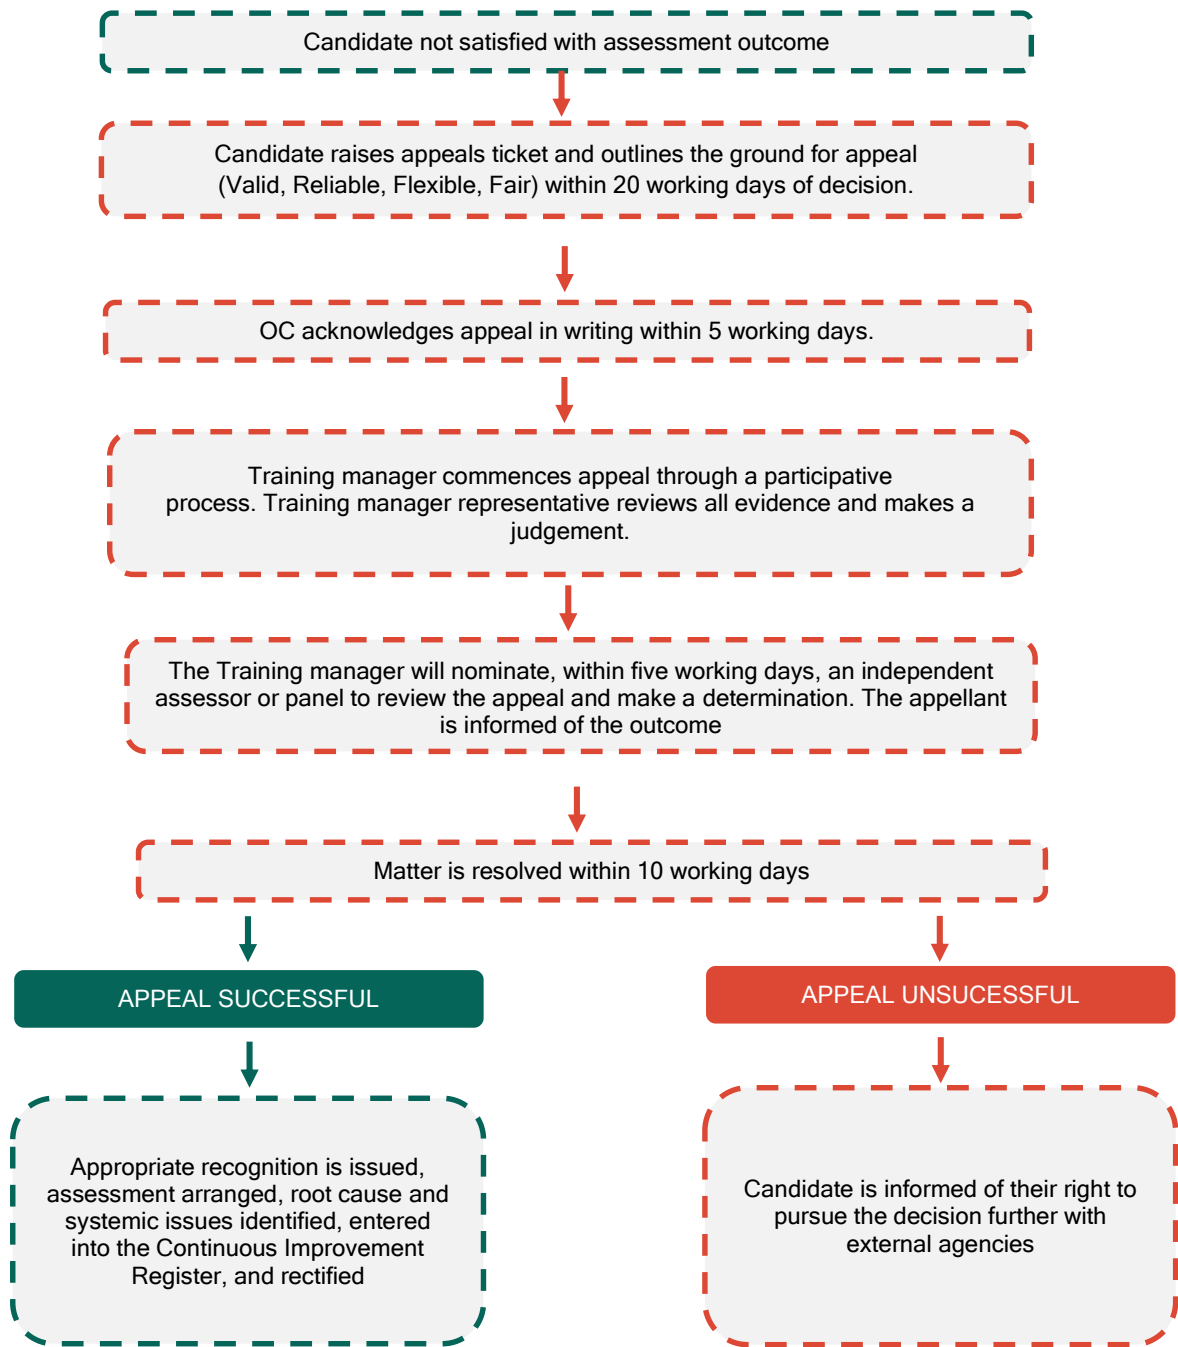 Candidate not satisfied with assessment outcome
Candidate raises appeals ticket and outlines the ground for appeal
(Valid, Reliable, Flexible, Fair) within 20 working days of decision.
OC acknowledges appeal in writing within 5 working days.
Training manager commences appeal through a participative
process. Training manager representative reviews all evidence and makes a
judgement.
The Training manager will nominate, within five working days, an independent
assessor or panel to review the appeal and make a determination. The appellant
is informed of the outcome
Matter is resolved within 10 working days
APPEAL SUCCESSFUL
APPEAL UNSUCESSFUL
Appropriate recognition is issued,
assessment arranged, root cause and
systemic issues identified, entered
into the Continuous Improvement
Register, and rectified
Candidate is informed of their right to
pursue the decision further with
external agencies